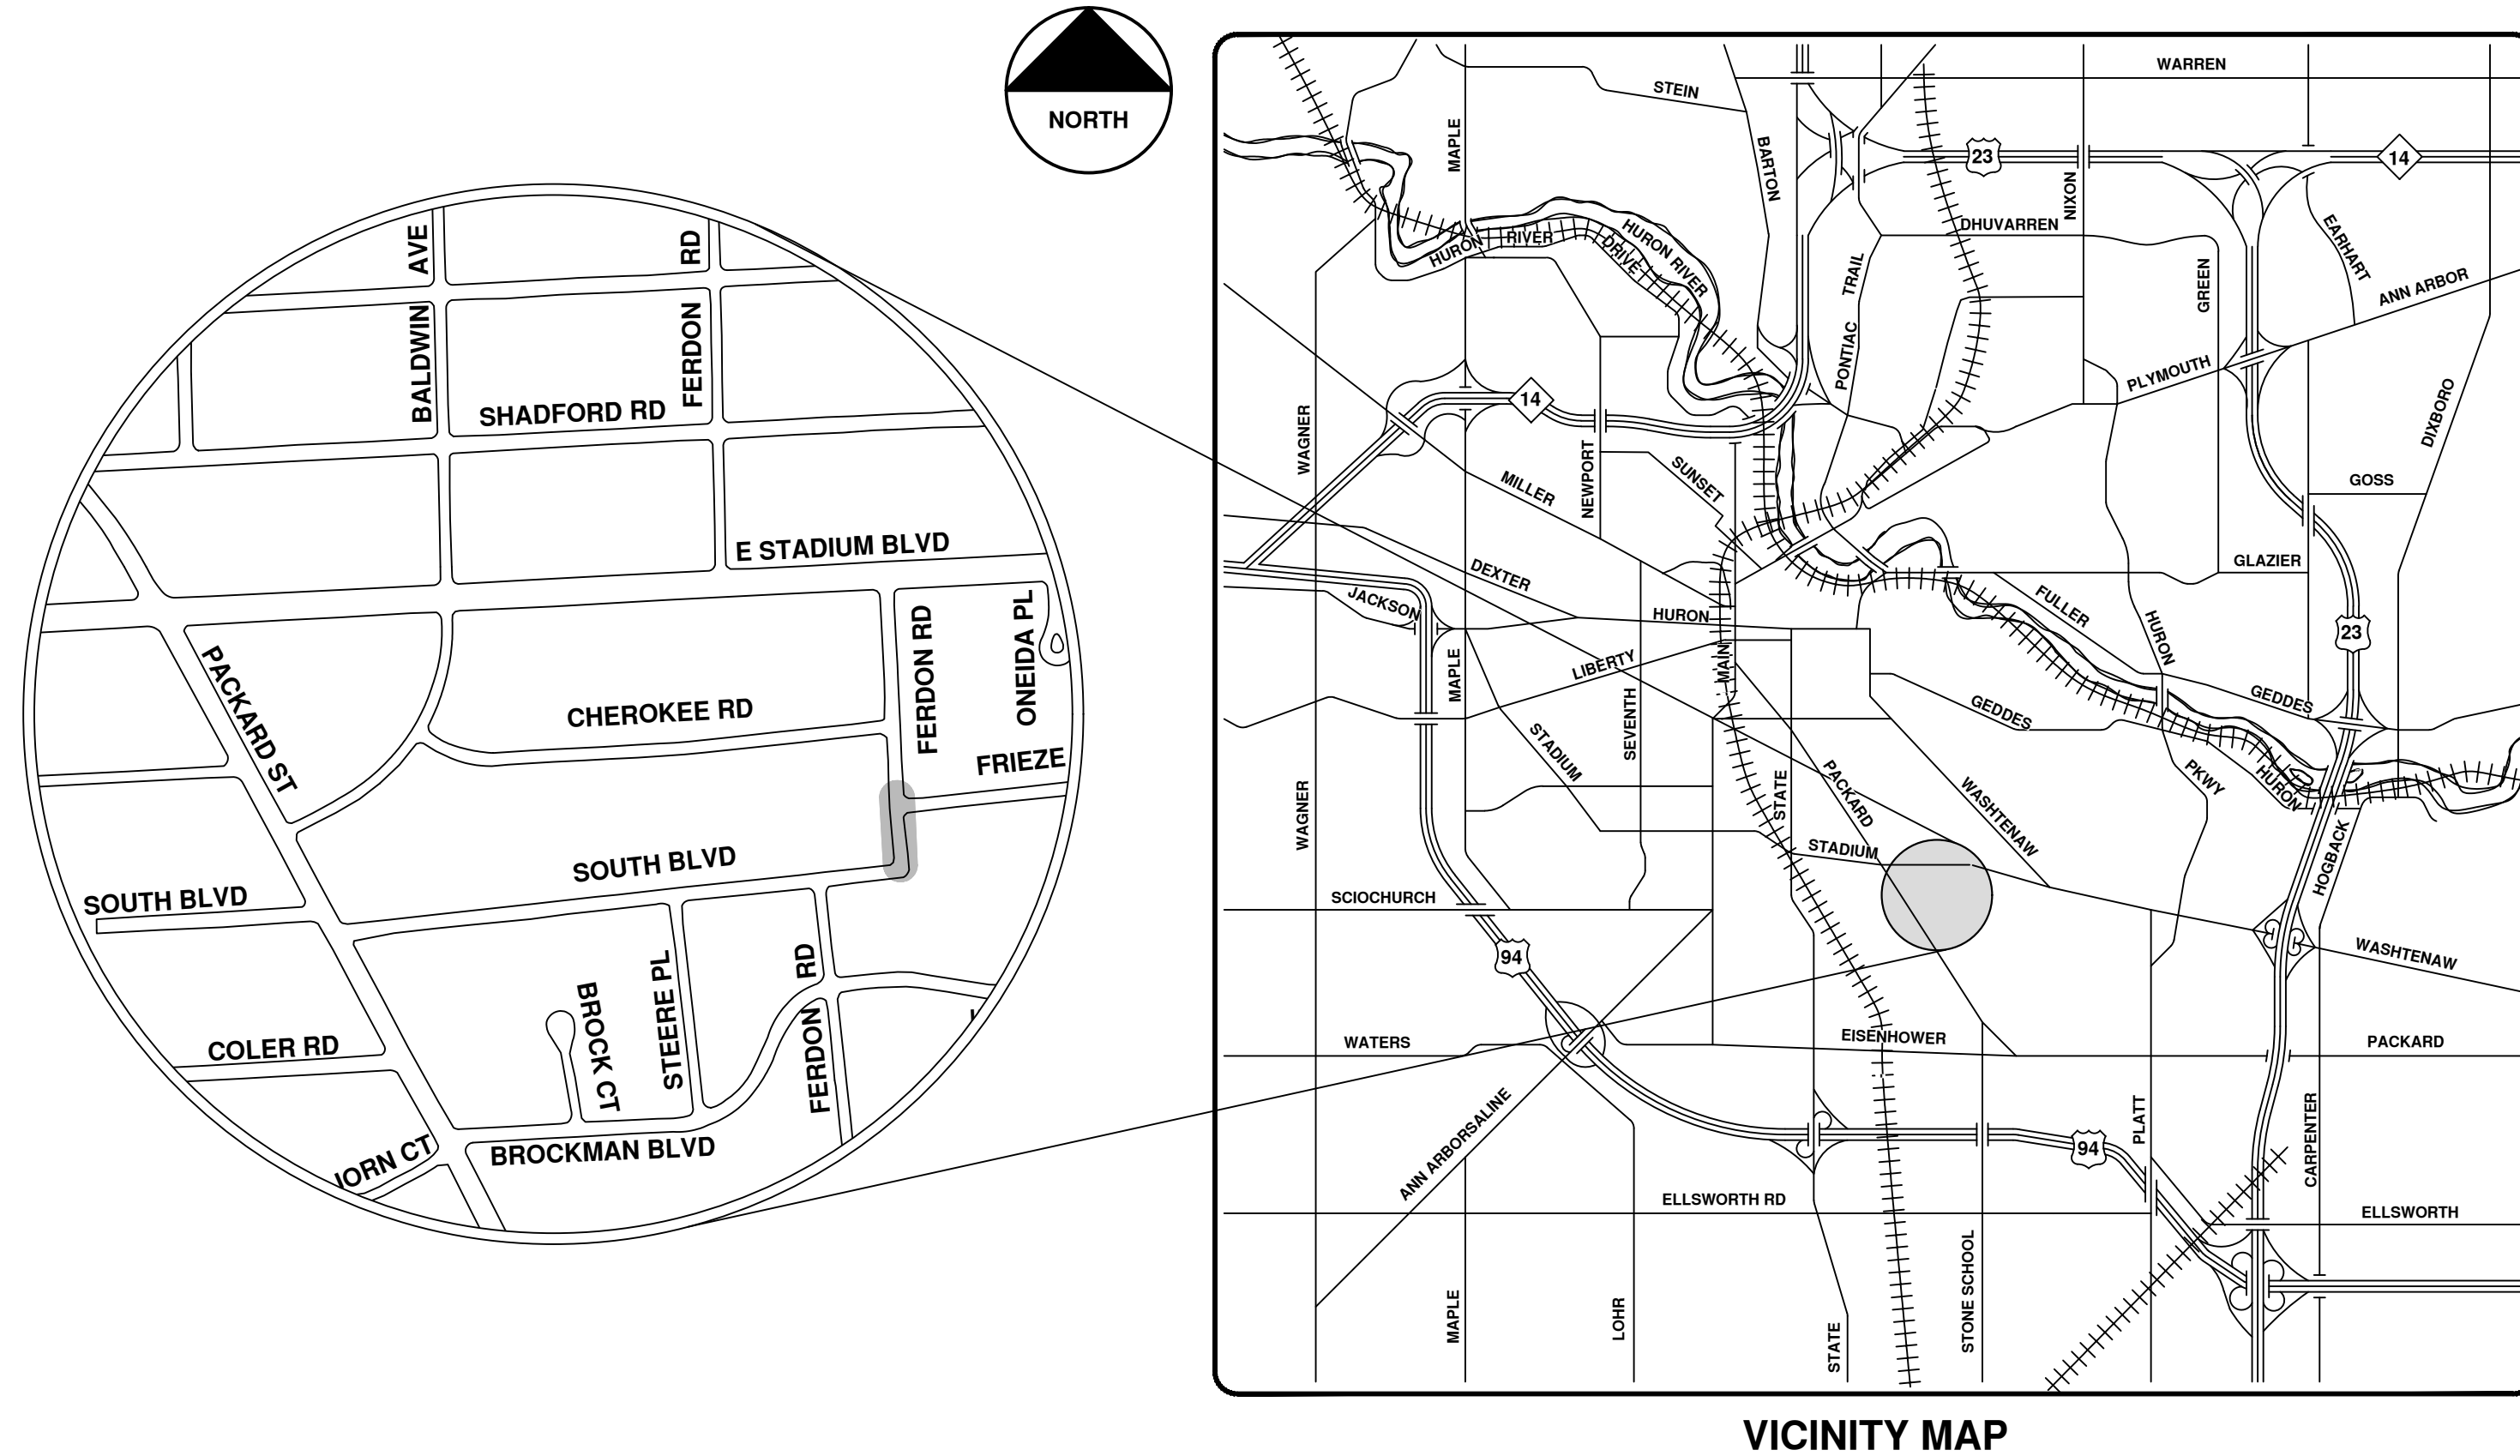 NORTH
AVE
RD
BALDWIN
FERDON
SHADFORD RD
E STADIUM BLVD
PACKARD ST
FERDON RD
ONEIDA PL
CHEROKEE RD
FRIEZE
SOUTH BLVD
SOUTH BLVD
COLER RD
BROCK CT
STEERE PL
RD
FERDON
BROCKMAN BLVD
IORN CT
WARREN
STEIN
MAPLE
BARTON
23
14
NIXON
DHUVARREN
HURON
RIVER
DRIVE
HURON RIVER
TRAIL
PONTIAC
GREEN
EARHART
ANN ARBOR
PLYMOUTH
DIXBORO
14
WAGNER
NEWPORT
MILLER
SUNSET
GOSS
GLAZIER
DEXTER
JACKSON
HURON
FULLER
HURON
23
LIBERTY
MAIN
MAPLE
SEVENTH
STADIUM
GEDDES
GEDDES
STATE
PACKARD
WASHTENAW
PKWY
HURON
WAGNER
STADIUM
HOGBACK
SCIOCHURCH
94
WASHTENAW
WATERS
EISENHOWER
PACKARD
ANN ARBORSALINE
PLATT
94
CARPENTER
ELLSWORTH RD
ELLSWORTH
MAPLE
LOHR
STATE
STONE SCHOOL
VICINITY MAP